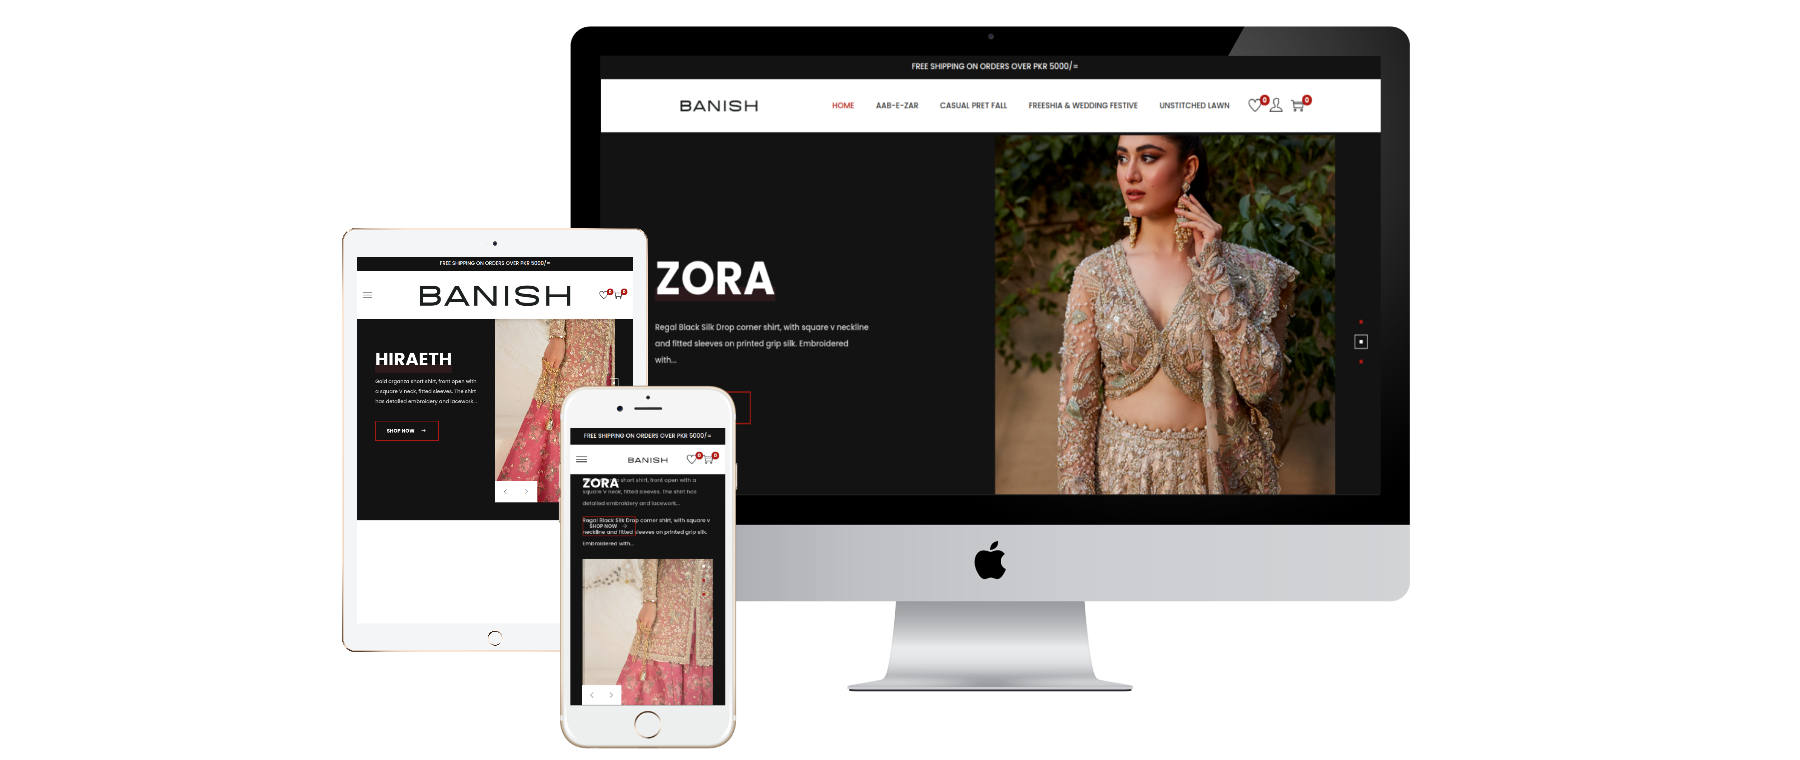 FREE SHIPPING ON ORDERS OVER PKR 5000/=
BANISH
HOME AAB-E-ZAR CASUAL PRET FALL FREESHIA & WEDDING FESTIVE UNSTITCHED LAWN 0 0
ZORA
Regal Black Silk Drop corner shirt, with square v neckline
and fitted sleeves on printed grip silk. Embroidered
with...
FREE SHIPPING ON ORDERS OVER PKR 5000/=
BANISH 0 0
HIRAETH
Gold organza short shirt, front open with
a square v neck, fitted sleeves. The shirt
has detailed embroidery and lacework...
SHOP NOW →
FREE SHIPPING ON ORDERS OVER PKR 5000/=
BANISH 0 0
ZORA short shirt, front open with a
square v neck, fitted sleeves. The shirt has
detailed embroidery and lacework...
Regal Black Silk Drop corner shirt, with square v
SHOP NOW →
neckline and fitted sleeves on printed grip silk.
Embroidered with...